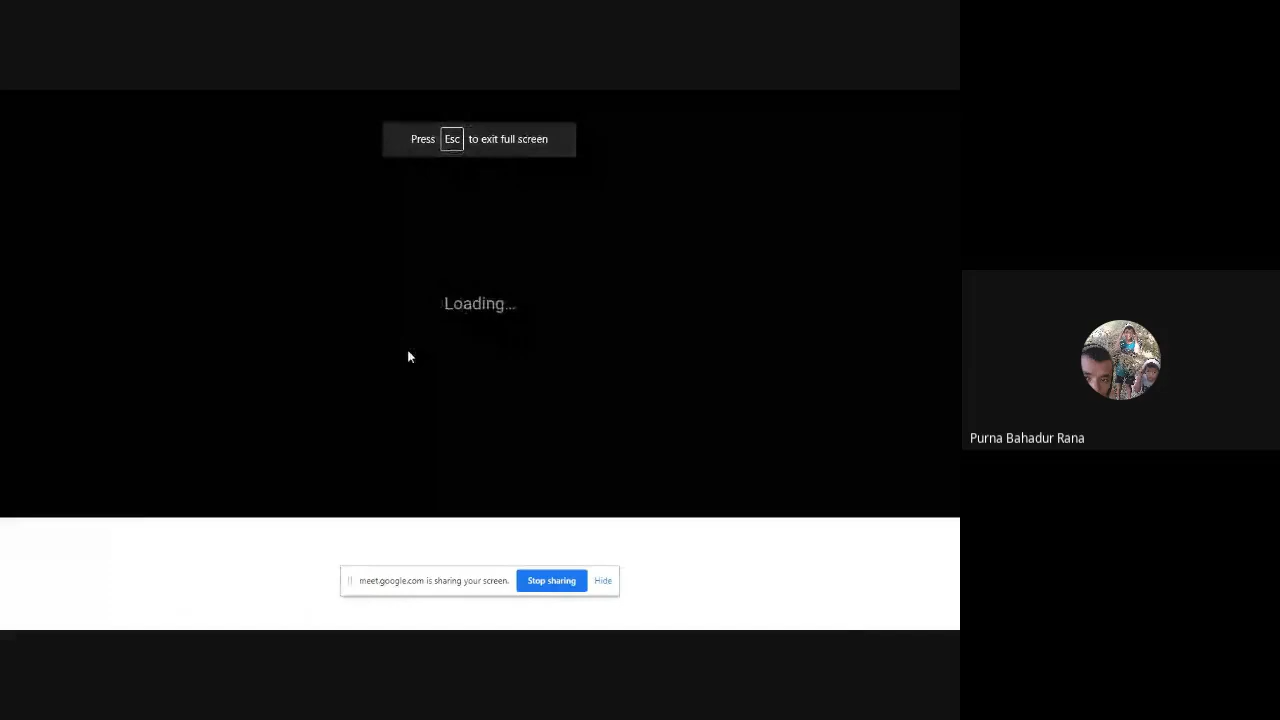 Press Esc to exit full screen
Loading...
Purna Bahadur Rana
meet.google.com is sharing your screen. Stop sharing Hide